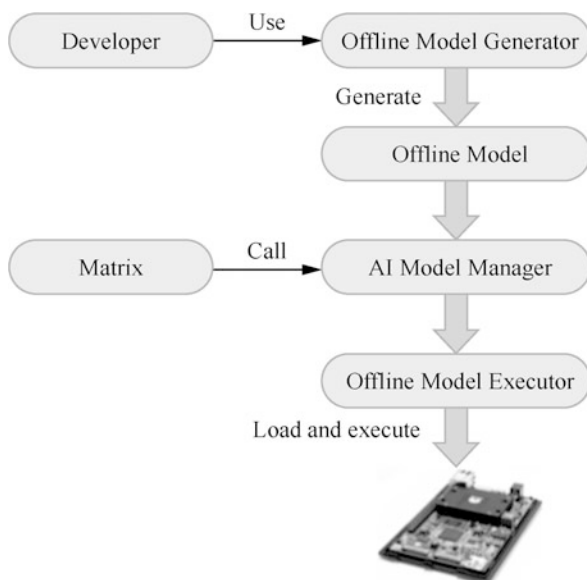 Developer
Use
Offline Model Generator
Generate
Offline Model
Matrix
Call
AI Model Manager
Offline Model Executor
Load and execute